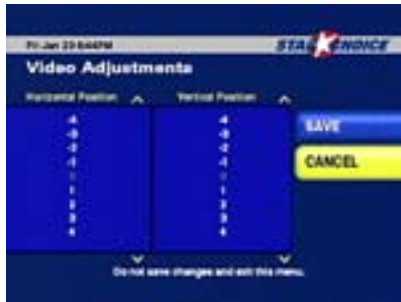 Fri Jan 23 6:44PM
STAR CHOICE
Video Adjustments
Horizontal Position
Vertical Position
-4 -4
-3 -3
-2 -2
-1 -1
0 0
1 1
2 2
3 3
4 4
SAVE
CANCEL
Do not save changes and exit this menu.